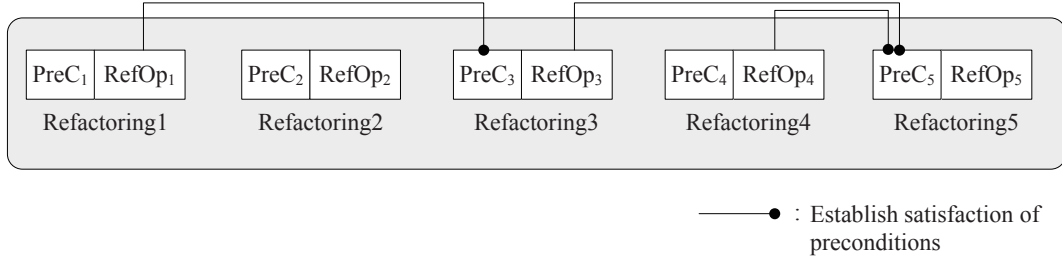 PreC₁ RefOp₁ PreC₂ RefOp₂ PreC₃ RefOp₃ PreC₄ RefOp₄ PreC₅ RefOp₅
Refactoring1 Refactoring2 Refactoring3 Refactoring4 Refactoring5
: Establish satisfaction of
preconditions